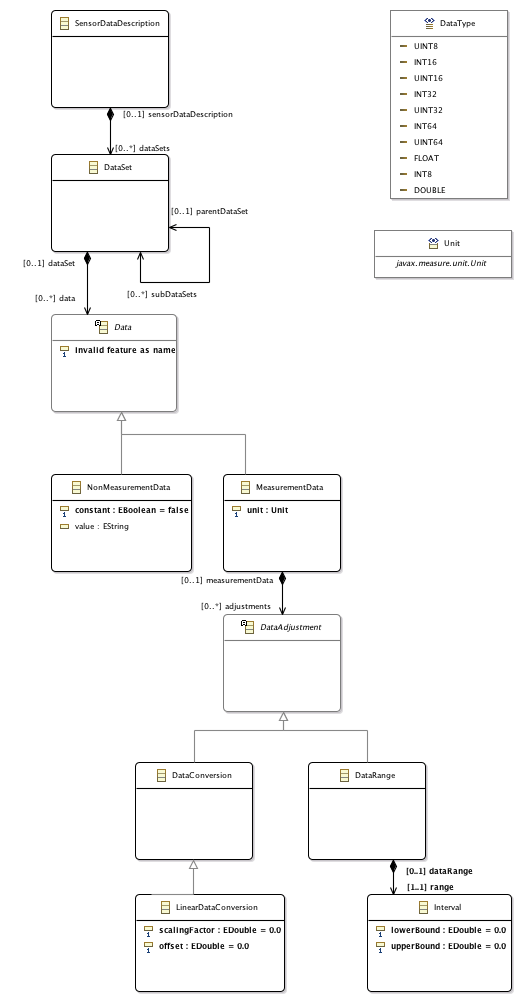 SensorDataDescription
DataType
UINT8
INT16
UINT16
INT32
UINT32
INT64
UINT64
FLOAT
INT8
DOUBLE
[0..1] sensorDataDescription
[0..*] dataSets
DataSet
[0..1] parentDataSet
Unit
javax.measure.unit.Unit
[0..1] dataSet
[0..*] subDataSets
[0..*] data
Data
Invalid feature as name
NonMeasurementData
constant : EBoolean = false
value : EString
MeasurementData
unit : Unit
[0..1] measurementData
[0..*] adjustments
DataAdjustment
DataConversion
DataRange
[0..1] dataRange
[1..1] range
LinearDataConversion
scalingFactor : EDouble = 0.0
offset : EDouble = 0.0
Interval
lowerBound : EDouble = 0.0
upperBound : EDouble = 0.0